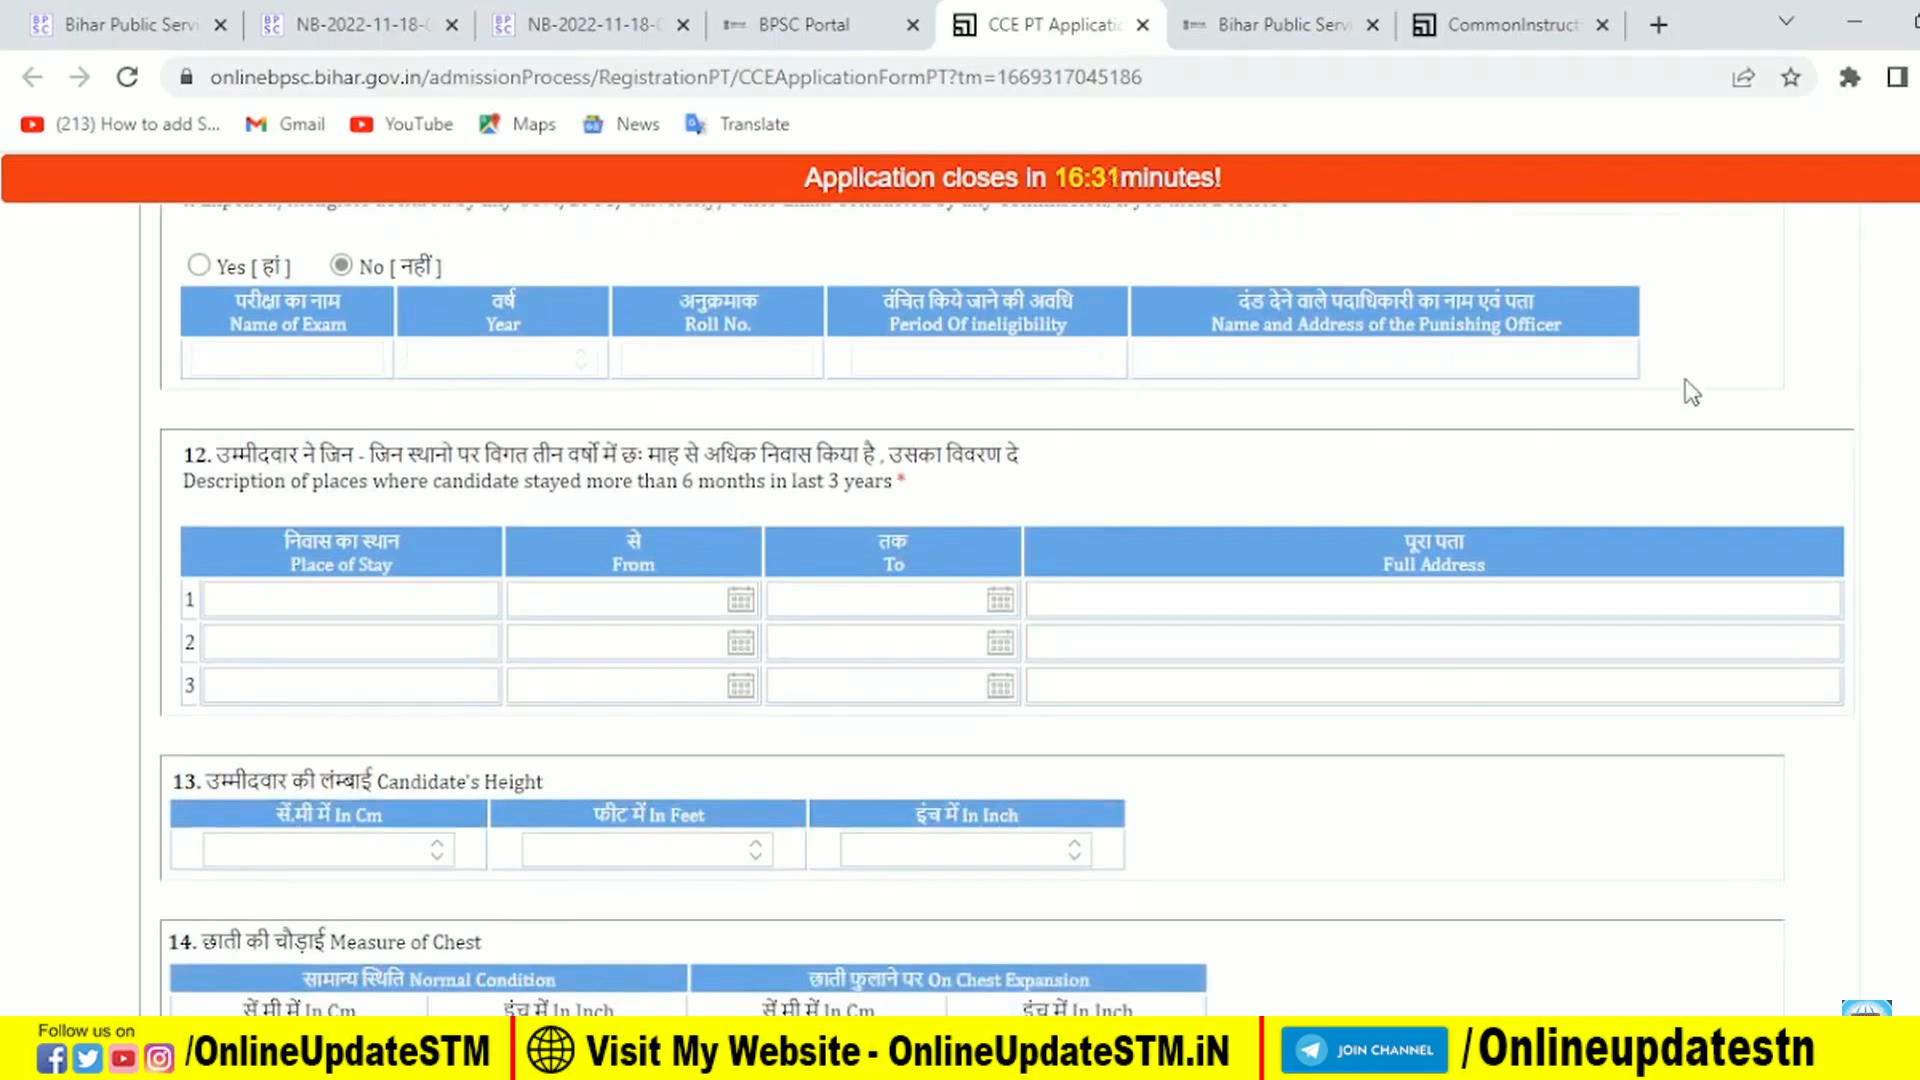 Bihar Public Servi
NB-2022-11-18-
NB-2022-11-18-
BPSC Portal
CCE PT Applicati
Bihar Public Serv
CommonInstruct
onlinebpsc.bihar.gov.in/admissionProcess/RegistrationPT/CCEApplicationFormPT?tm=1669317045186
(213) How to add S... Gmail YouTube Maps News Translate
Application closes in 16:31minutes!
Yes [ हां ] No [ नहीं ]
परीक्षा का नाम वर्ष अनुक्रमाक वंचित किये जाने की अवधि दंड देने वाले पदाधिकारी का नाम एवं पता
Name of Exam Year Roll No. Period Of ineligibility Name and Address of the Punishing Officer
12. उम्मीदवार ने जिन - जिन स्थानो पर विगत तीन वर्षो में छः माह से अधिक निवास किया है , उसका विवरण दे
Description of places where candidate stayed more than 6 months in last 3 years *
निवास का स्थान से तक पूरा पता
Place of Stay From To Full Address
1
2
3
13. उम्मीदवार की लंम्बाई Candidate's Height
सें.मी में In Cm फीट में In Feet इंच में In Inch
14. छाती की चौड़ाई Measure of Chest
सामान्य स्थिति Normal Condition छाती फुलाने पर On Chest Expansion
सें मी में In Cm इंच में In Inch सें मी में In Cm इंच में In Inch
Follow us on
/OnlineUpdateSTM Visit My Website - OnlineUpdateSTM.iN JOIN CHANNEL /Onlineupdatestn